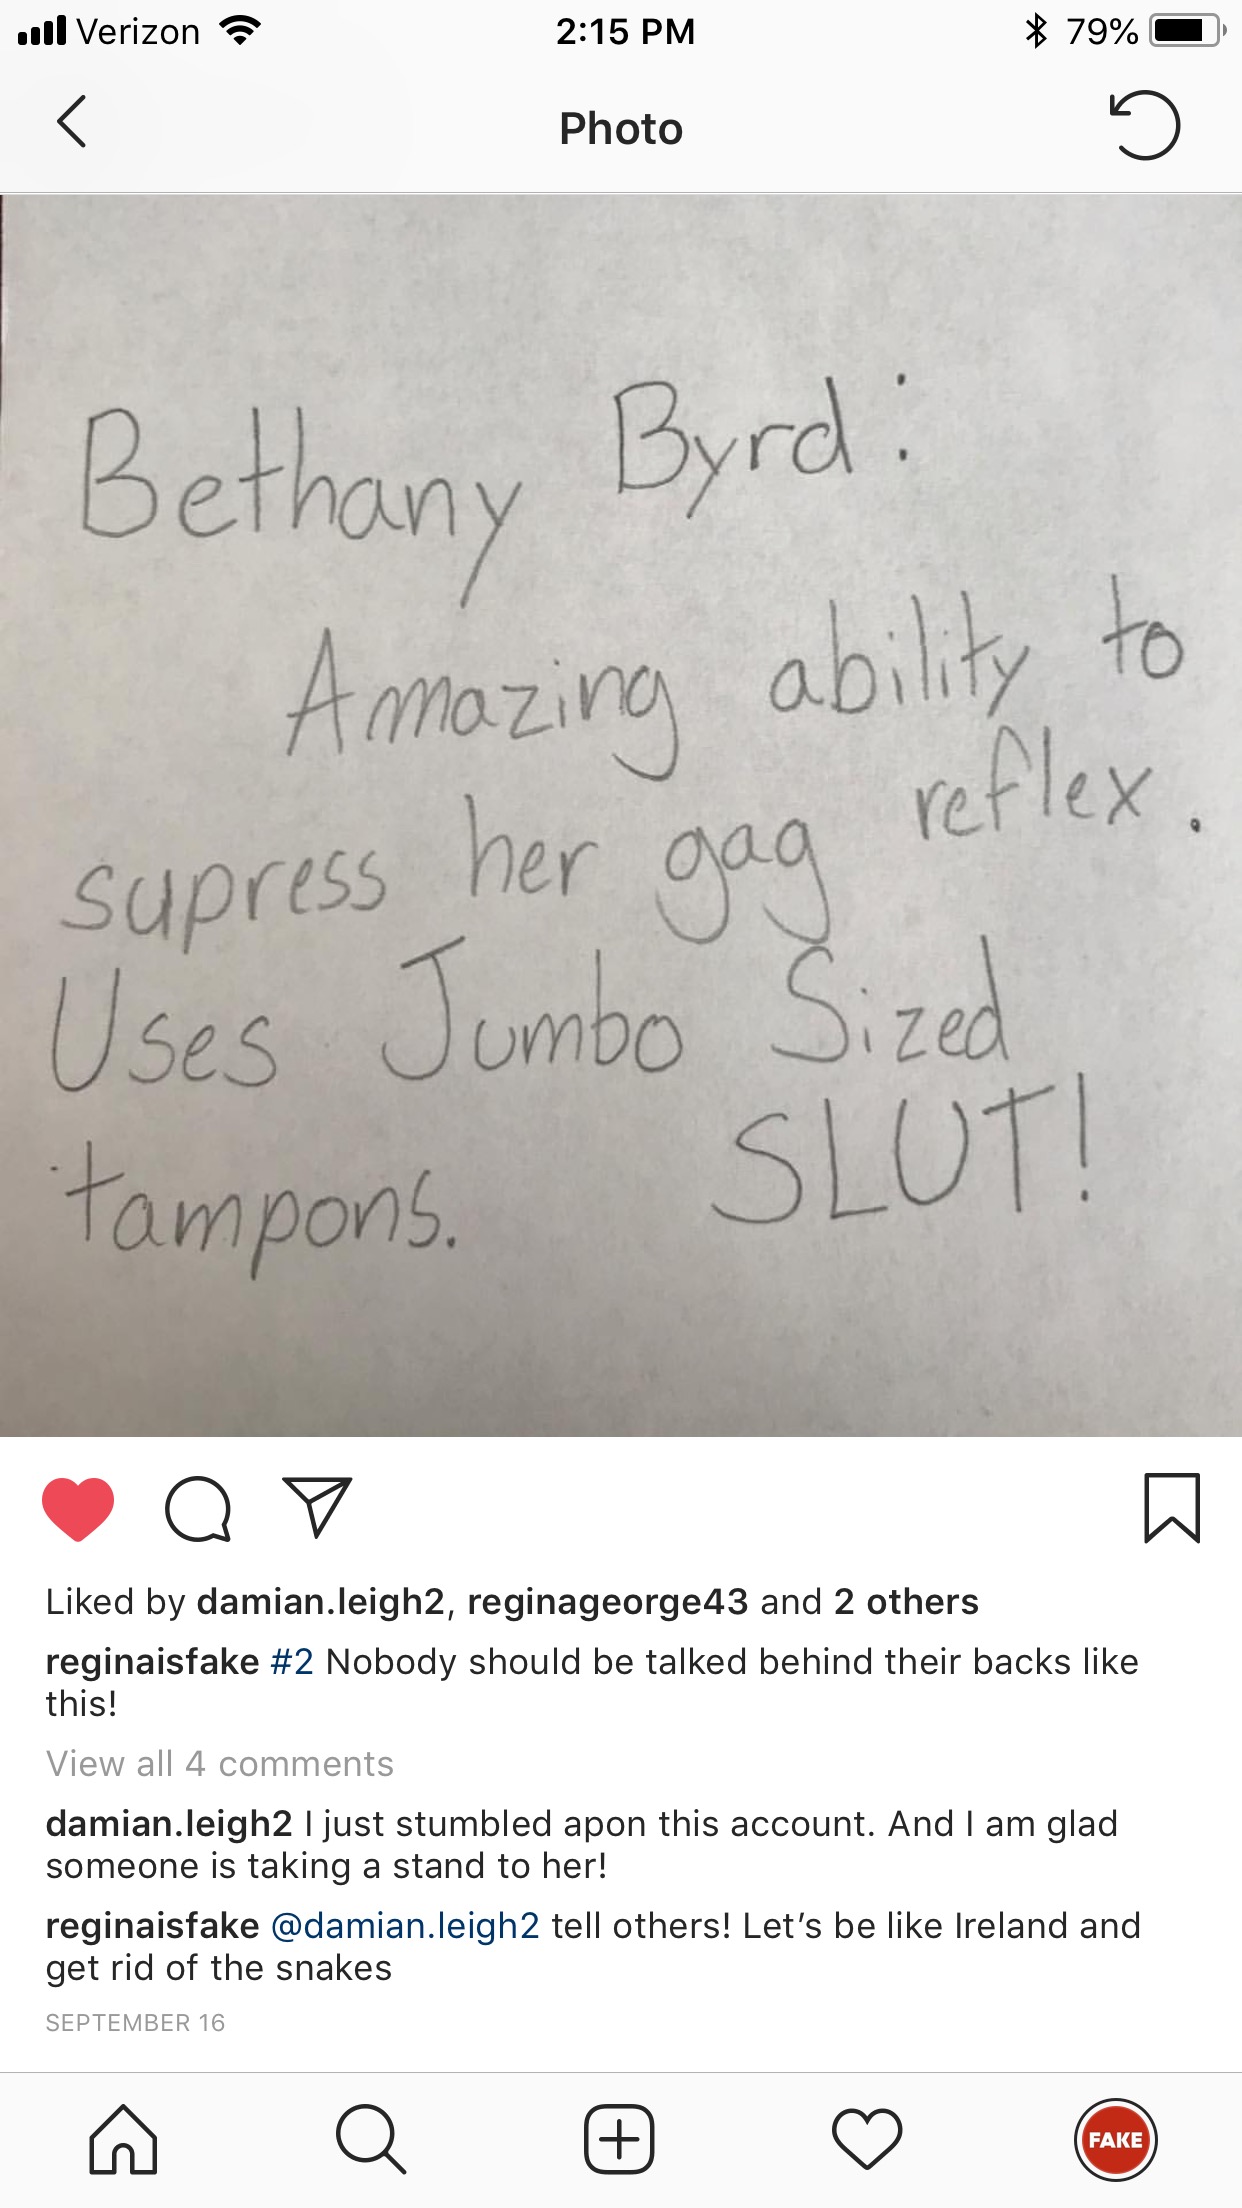 Verizon 2:15 PM 79%
Photo
Bethany Byrd:
Amazing ability to
supress her gag reflex.
Uses Jumbo Sized
tampons. SLUT!
Liked by damian.leigh2, reginageorge43 and 2 others
reginaisfake #2 Nobody should be talked behind their backs like
this!
View all 4 comments
damian.leigh2 I just stumbled apon this account. And I am glad
someone is taking a stand to her!
reginaisfake @damian.leigh2 tell others! Let’s be like Ireland and
get rid of the snakes
SEPTEMBER 16
FAKE